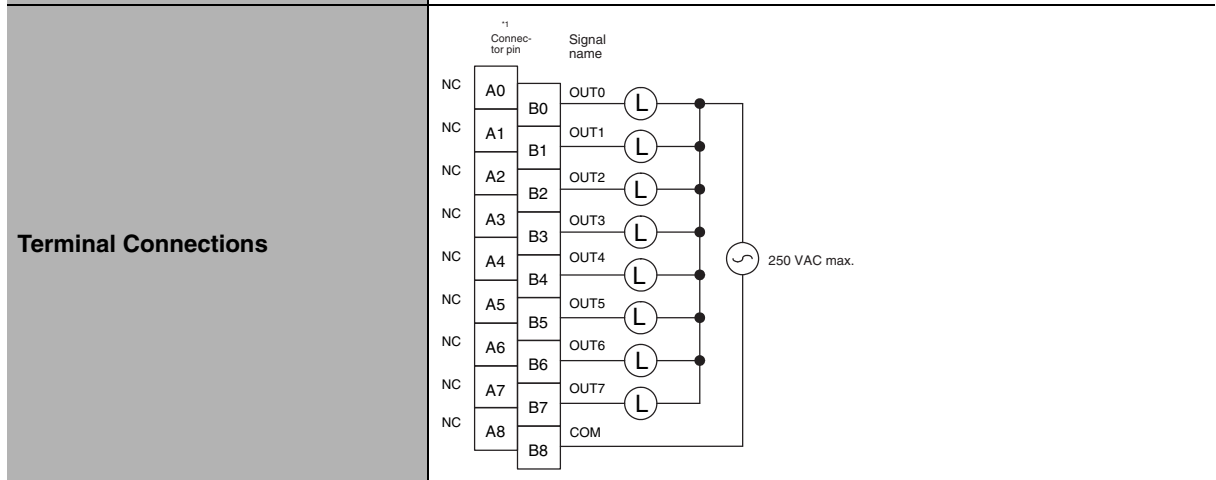 Terminal Connections
*1
Connec-
tor pin
Signal
name
NC A0
B0 OUT0 L
NC A1
B1 OUT1 L
NC A2
B2 OUT2 L
NC A3
B3 OUT3 L
NC A4
B4 OUT4 L
NC A5
B5 OUT5 L
NC A6
B6 OUT6 L
NC A7
B7 OUT7 L
NC A8
B8 COM
250 VAC max.